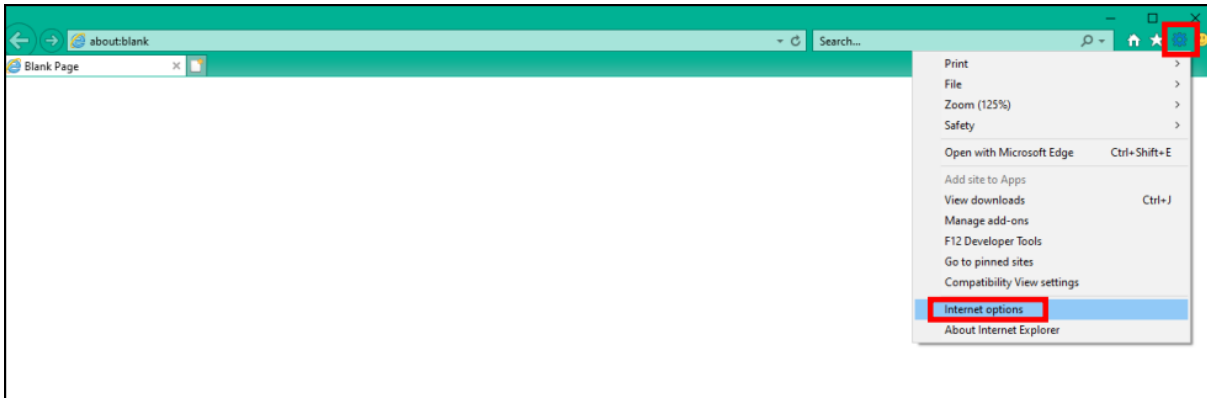 about:blank
Search...
Blank Page
Print
File
Zoom (125%)
Safety
Open with Microsoft Edge Ctrl+Shift+E
Add site to Apps
View downloads Ctrl+J
Manage add-ons
F12 Developer Tools
Go to pinned sites
Compatibility View settings
Internet options
About Internet Explorer